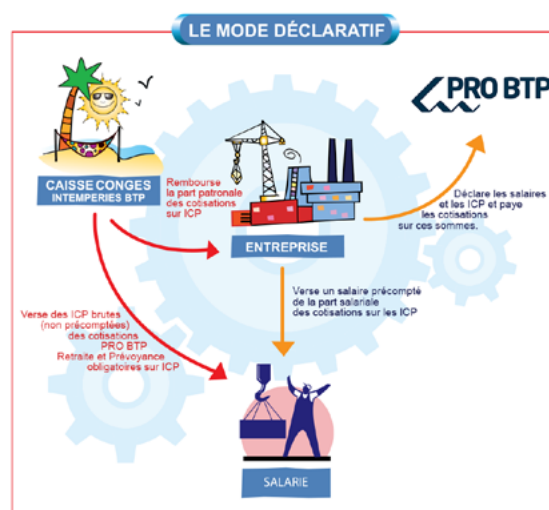 LE MODE DÉCLARATIF
PRO BTP
CAISSE CONGES
INTEMPERIES BTP
Rembourse
la part patronale
des cotisations
sur ICP
ENTREPRISE
Déclare les salaires
et les ICP et paye
les cotisations
sur ces sommes.
Verse un salaire précompté
de la part salariale
des cotisations sur les ICP
Verse des ICP brutes
(non précomptées)
des cotisations
PRO BTP
Retraite et Prévoyance
obligatoires sur ICP
SALARIE